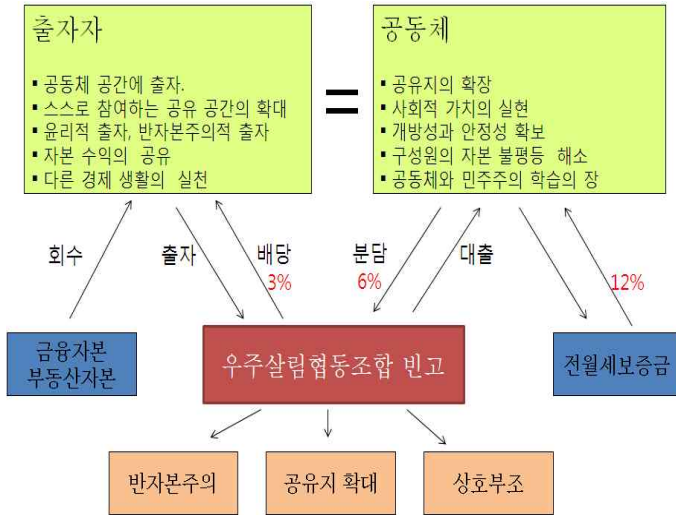 출자자
▪ 공동체 공간에 출자.
▪ 스스로 참여하는 공유 공간의 확대
▪ 윤리적 출자, 반자본주의적 출자
▪ 자본 수익의 공유
▪ 다른 경제 생활의 실천
=
공동체
▪ 공유지의 확장
▪ 사회적 가치의 실현
▪ 개방성과 안정성 확보
▪ 구성원의 자본 불평등 해소
▪ 공동체와 민주주의 학습의 장
회수
출자
배당
3%
분담
6%
대출
12%
금융자본
부동산자본
우주살림협동조합 빈고
전월세보증금
반자본주의
공유지 확대
상호부조